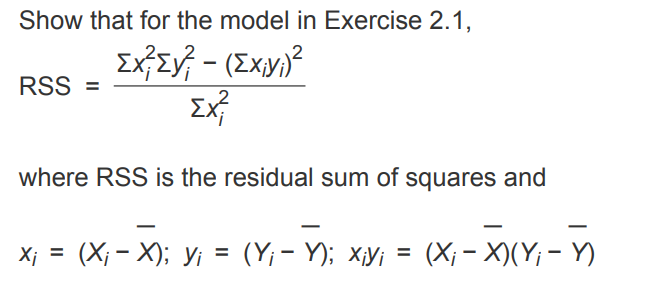 Show that for the model in Exercise 2.1,
RSS = (Σx_i²Σy_i² – (Σx_iy_i)²) / Σx_i²
where RSS is the residual sum of squares and
x_i = (X_i – X̄); y_i = (Y_i – Ȳ); x_iy_i = (X_i – X̄)(Y_i – Ȳ)